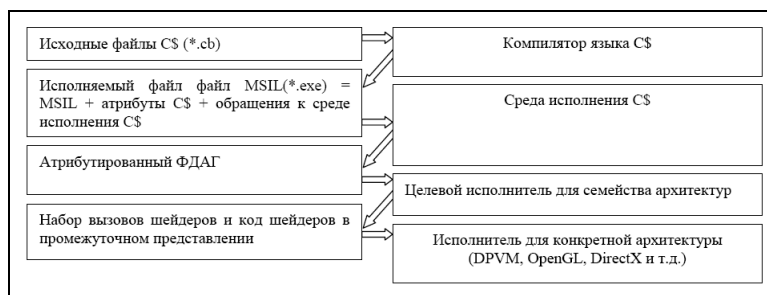 Исходные файлы C$ (*.cb)
Компилятор языка C$
Исполняемый файл файл MSIL(*.exe) =
MSIL + атрибуты C$ + обращения к среде
исполнения C$
Среда исполнения C$
Атрибутированный ФДАГ
Целевой исполнитель для семейства архитектур
Набор вызовов шейдеров и код шейдеров в
промежуточном представлении
Исполнитель для конкретной архитектуры
(DPVM, OpenGL, DirectX и т.д.)